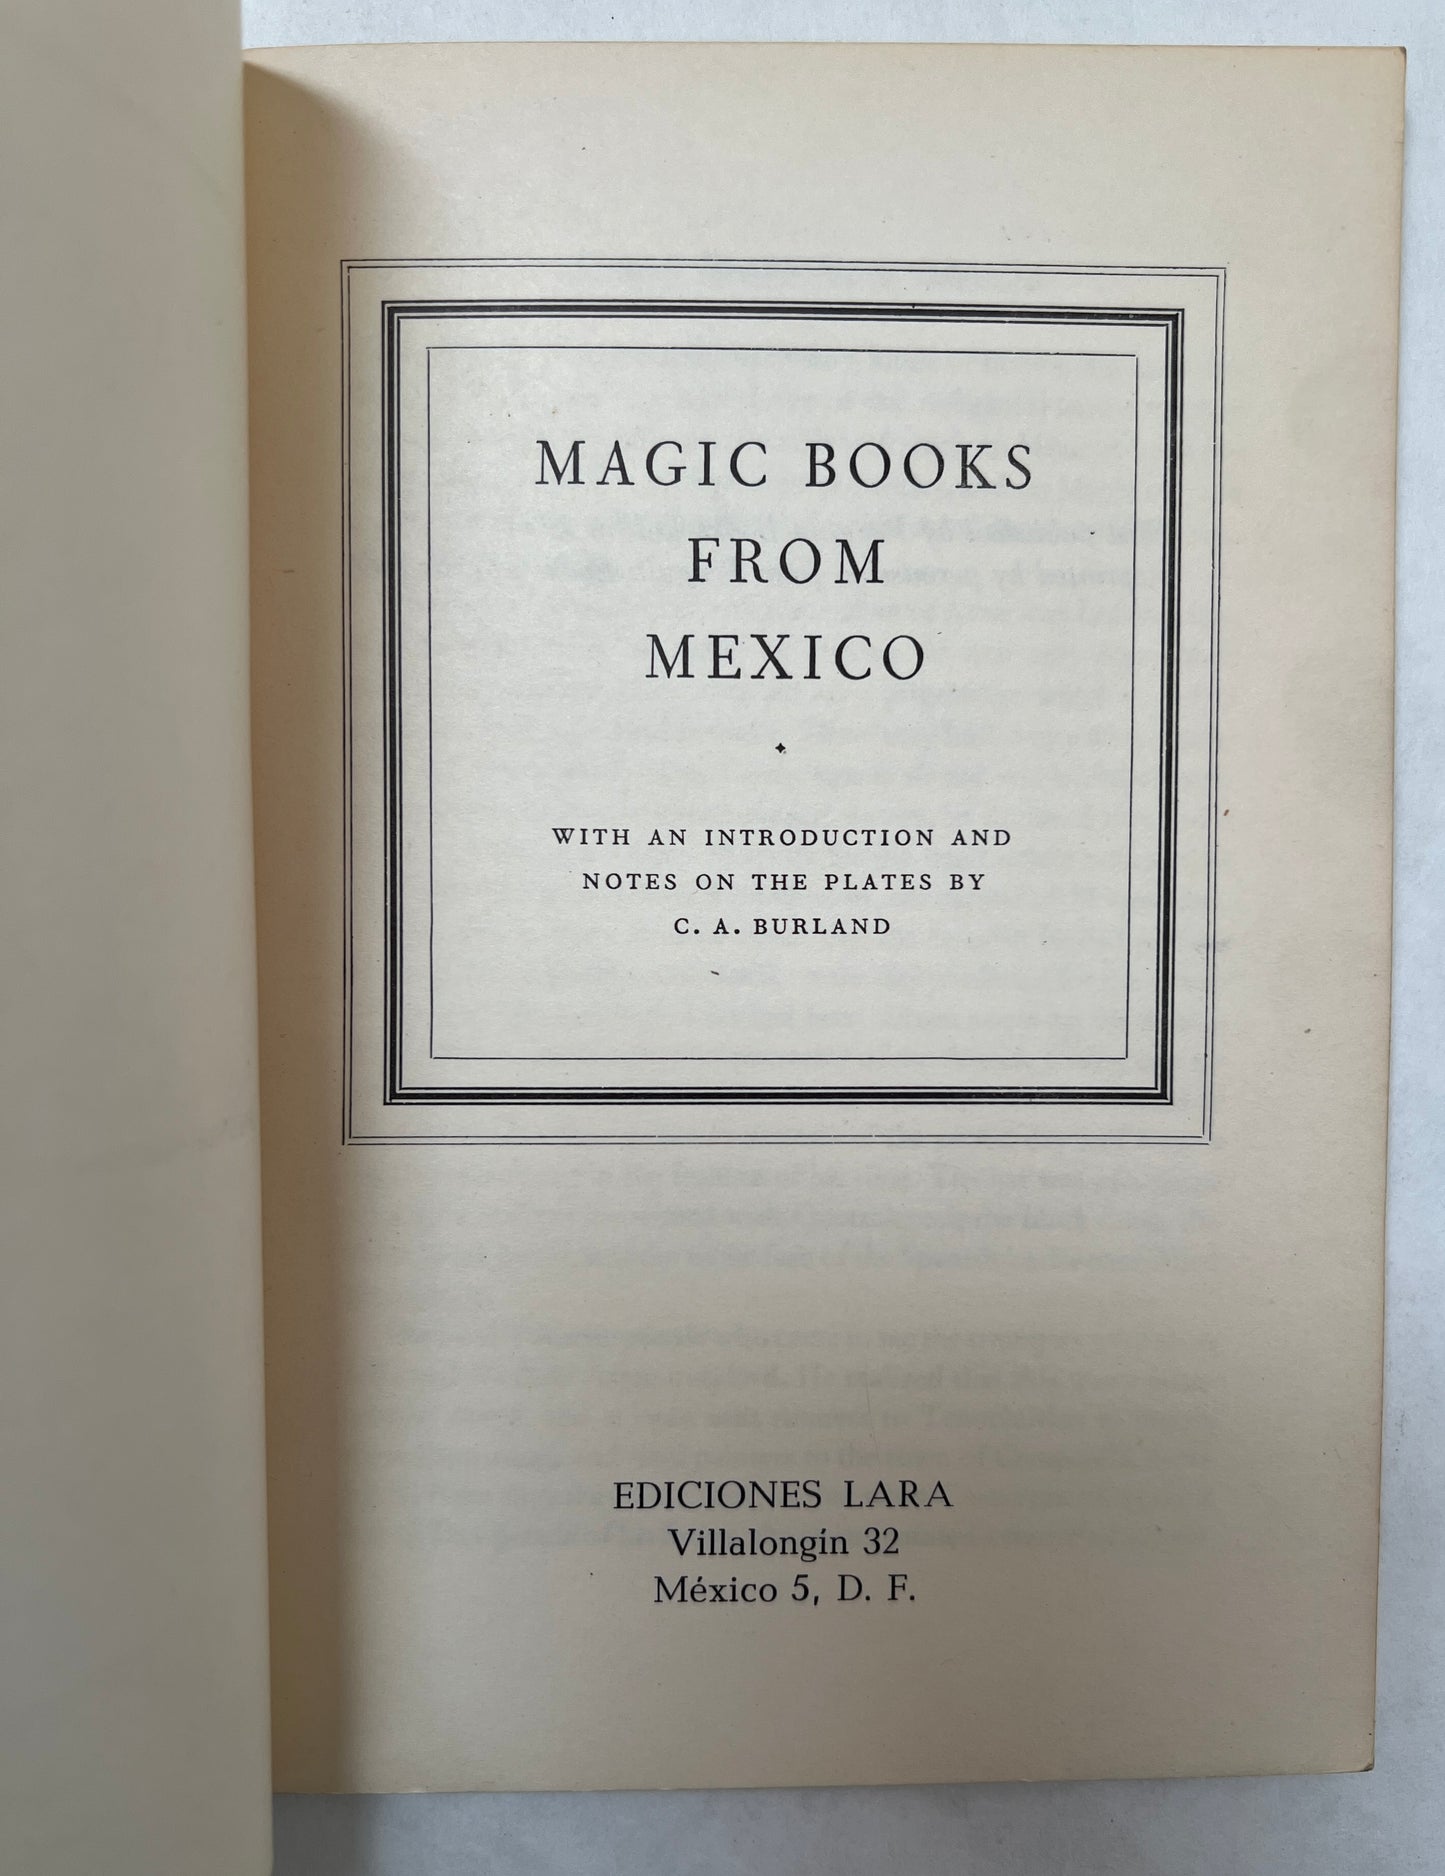 MAGIC BOOKS
FROM
MEXICO
WITH AN INTRODUCTION AND
NOTES ON THE PLATES BY
C. A. BURLAND
EDICIONES LARA
Villalongín 32
México 5, D. F.